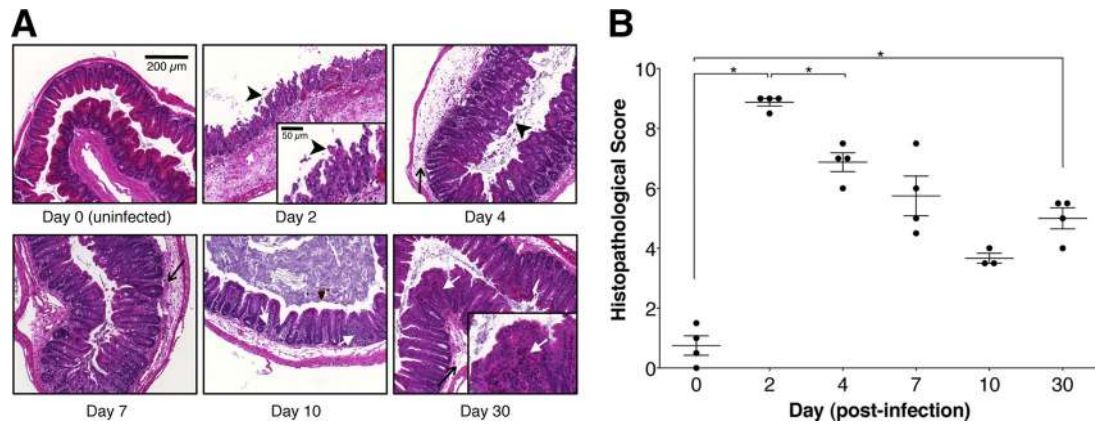 A
200 µm
50 µm
Day 0 (uninfected)
Day 2
Day 4
Day 7
Day 10
Day 30
B
*
* *
Histopathological Score
10
8
6
4
2
0
0 2 4 7 10 30
Day (post-infection)